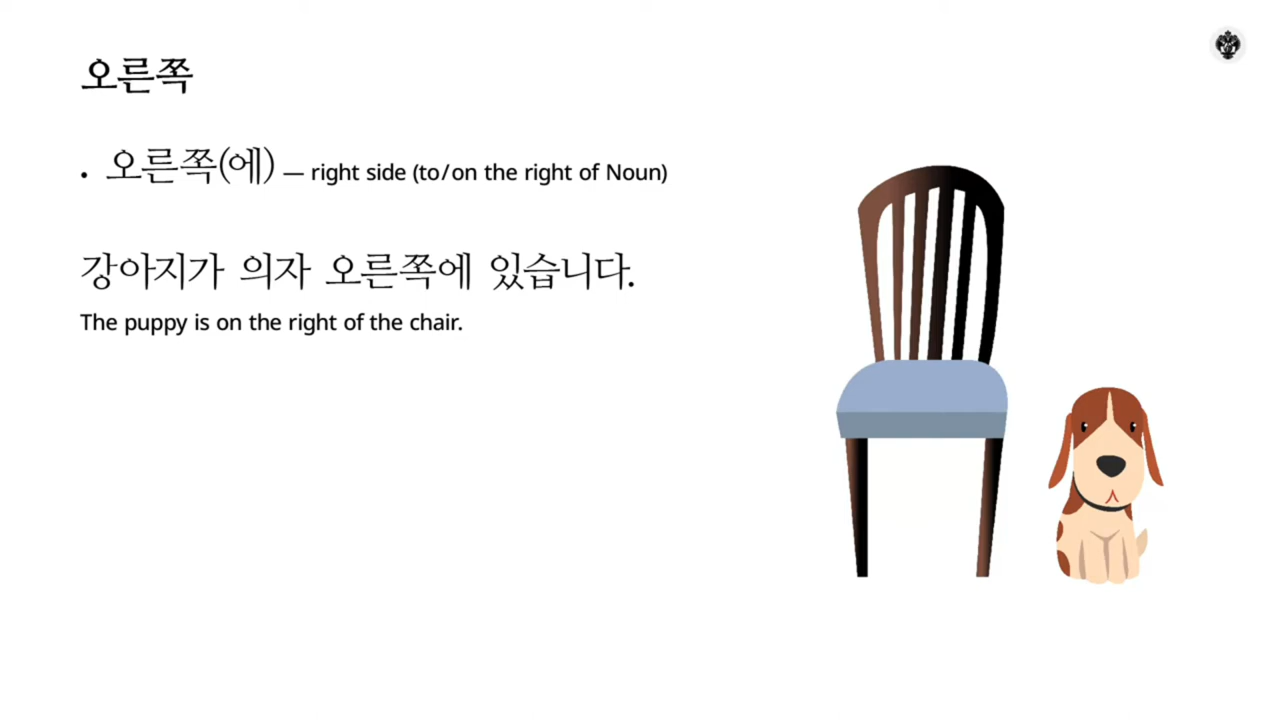 오른쪽
• 오른쪽(에) — right side (to/on the right of Noun)
강아지가 의자 오른쪽에 있습니다.
The puppy is on the right of the chair.